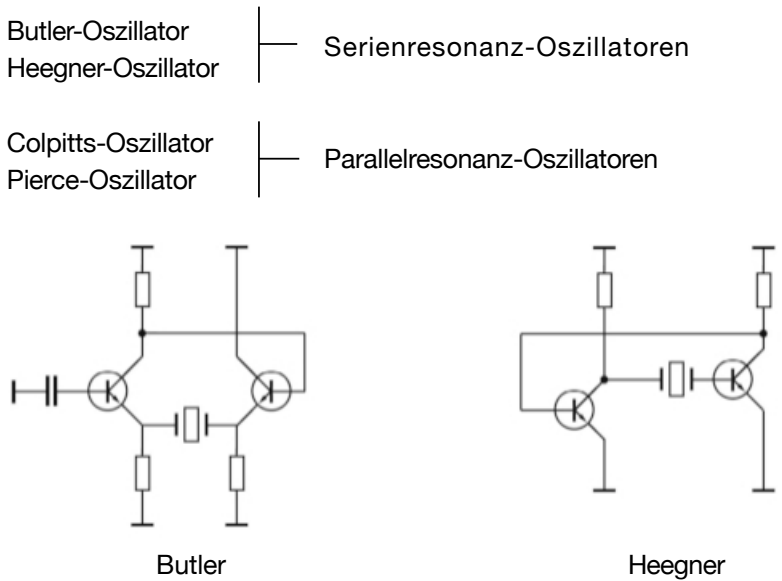 Butler-Oszillator
Heegner-Oszillator
Serienresonanz-Oszillatoren
Colpitts-Oszillator
Pierce-Oszillator
Parallelresonanz-Oszillatoren
Butler
Heegner